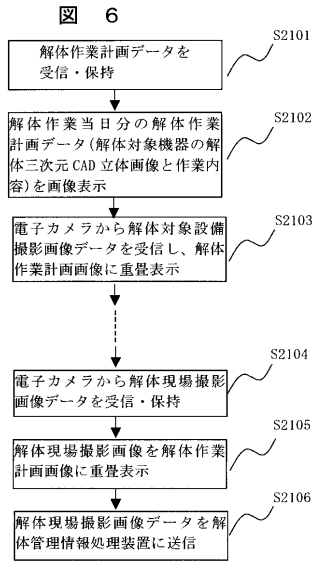 図 6
S2101
解体作業計画データを
受信・保持
S2102
解体作業当日分の解体作業
計画データ(解体対象機器の解
体三次元CAD立体画像と作業内
容)を画像表示
S2103
電子カメラから解体対象設備
撮影画像データを受信し、解体
作業計画画像に重畳表示
S2104
電子カメラから解体現場撮影
画像データを受信・保持
S2105
解体現場撮影画像を解体作業
計画画像に重畳表示
S2106
解体現場撮影画像データを解
体管理情報処理装置に送信